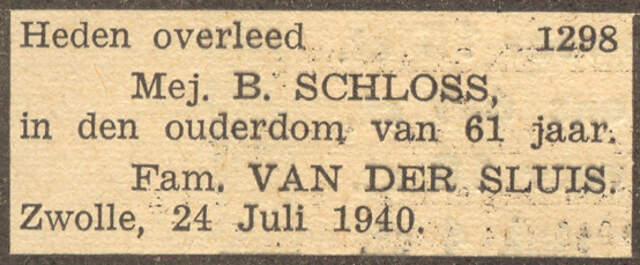 Heden overleed 1298
Mej. B. SCHLOSS,
in den ouderdom van 61 jaar.
Fam. VAN DER SLUIS.
Zwolle, 24 Juli 1940.